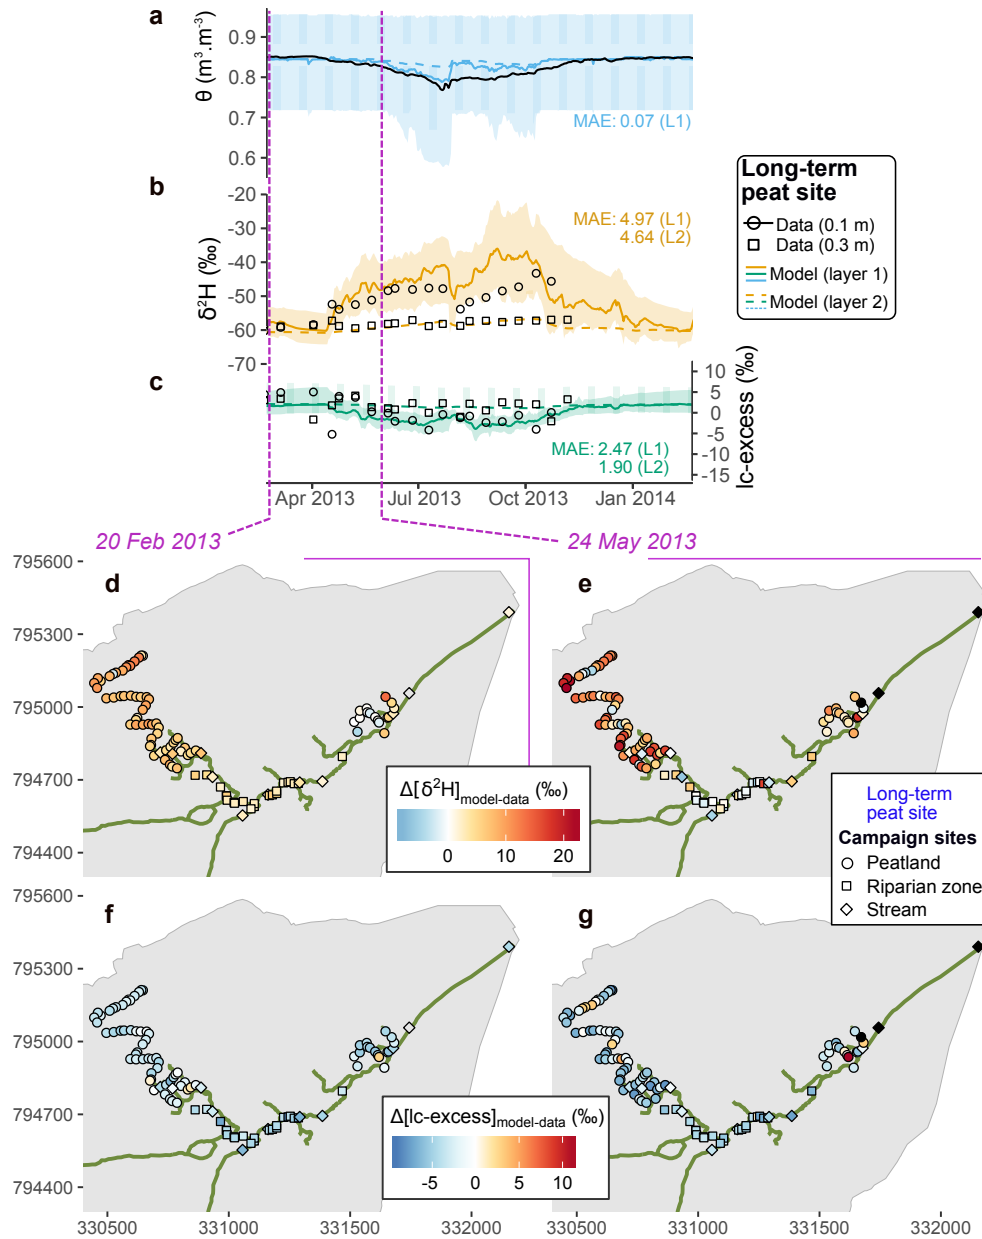 a
θ (m³.m⁻³)
0.9
0.8
0.7
0.6
MAE: 0.07 (L1)
b
δ²H (‰)
-20
-30
-40
-50
-60
-70
MAE: 4.97 (L1)
4.64 (L2)
c
lc-excess (‰)
10
5
0
-5
-10
-15
MAE: 2.47 (L1)
1.90 (L2)
Apr 2013 Jul 2013 Oct 2013 Jan 2014
Long-term
peat site
Data (0.1 m)
Data (0.3 m)
Model (layer 1)
Model (layer 2)
20 Feb 2013
24 May 2013
795600
795300
795000
794700
794400
d
e
Δ[δ²H]model-data (‰)
0 10 20
Long-term
peat site
Campaign sites
Peatland
Riparian zone
Stream
795600
795300
795000
794700
794400
f
g
Δ[lc-excess]model-data (‰)
-5 0 5 10
330500 331000 331500 332000 330500 331000 331500 332000